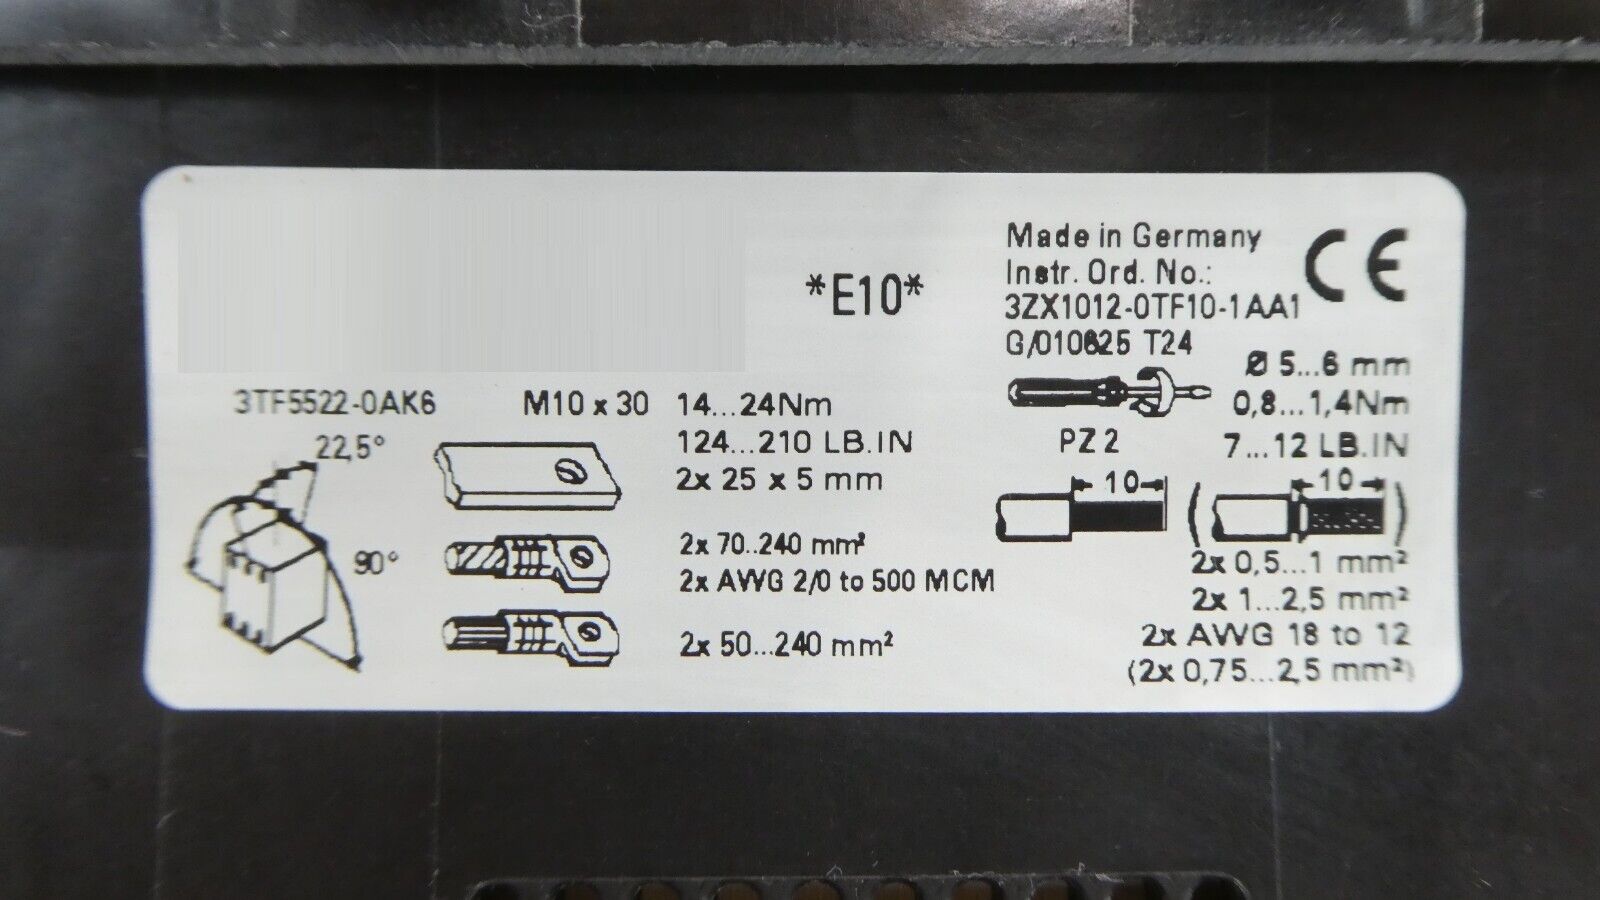 *E10*
Made in Germany
Instr. Ord. No.:
3ZX1012-0TF10-1AA1
G/010625 T24
CE
3TF5522-0AK6
22,5°
90°
M10 x 30
14...24Nm
124...210 LB.IN
2x 25 x 5 mm
2x 70..240 mm²
2x AWG 2/0 to 500 MCM
2x 50...240 mm²
Ø 5...6 mm
0,8...1,4Nm
PZ 2
7...12 LB.IN
10
10
2x 0,5...1 mm²
2x 1...2,5 mm²
2x AWG 18 to 12
(2x 0,75...2,5 mm²)